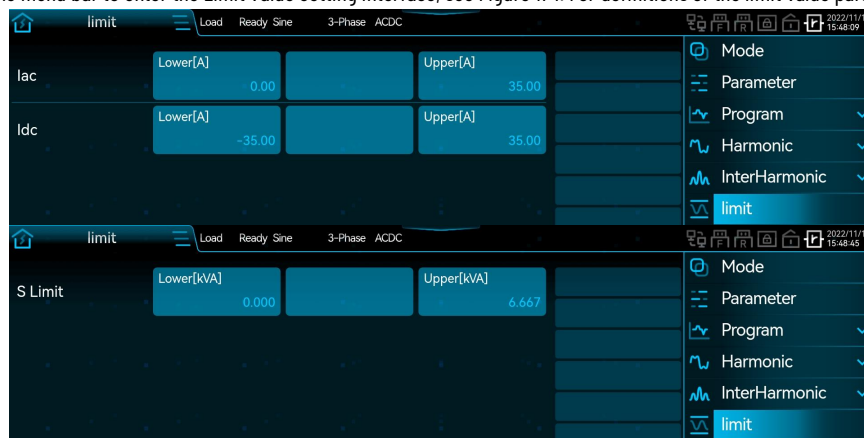 menu bar to enter the Limit value setting interface, see Figure
For definitions of the limit value
limit Load Ready Sine 3-Phase ACDC F R 2022/11/1
15:48:09
Mode
Iac Lower[A] 0.00 Upper[A] 35.00
Parameter
Program
Idc Lower[A] -35.00 Upper[A] 35.00
Harmonic
InterHarmonic
limit
limit Load Ready Sine 3-Phase ACDC F R 2022/11/1
15:48:45
Mode
S Limit Lower[kVA] 0.000 Upper[kVA] 6.667
Parameter
Program
Harmonic
InterHarmonic
limit